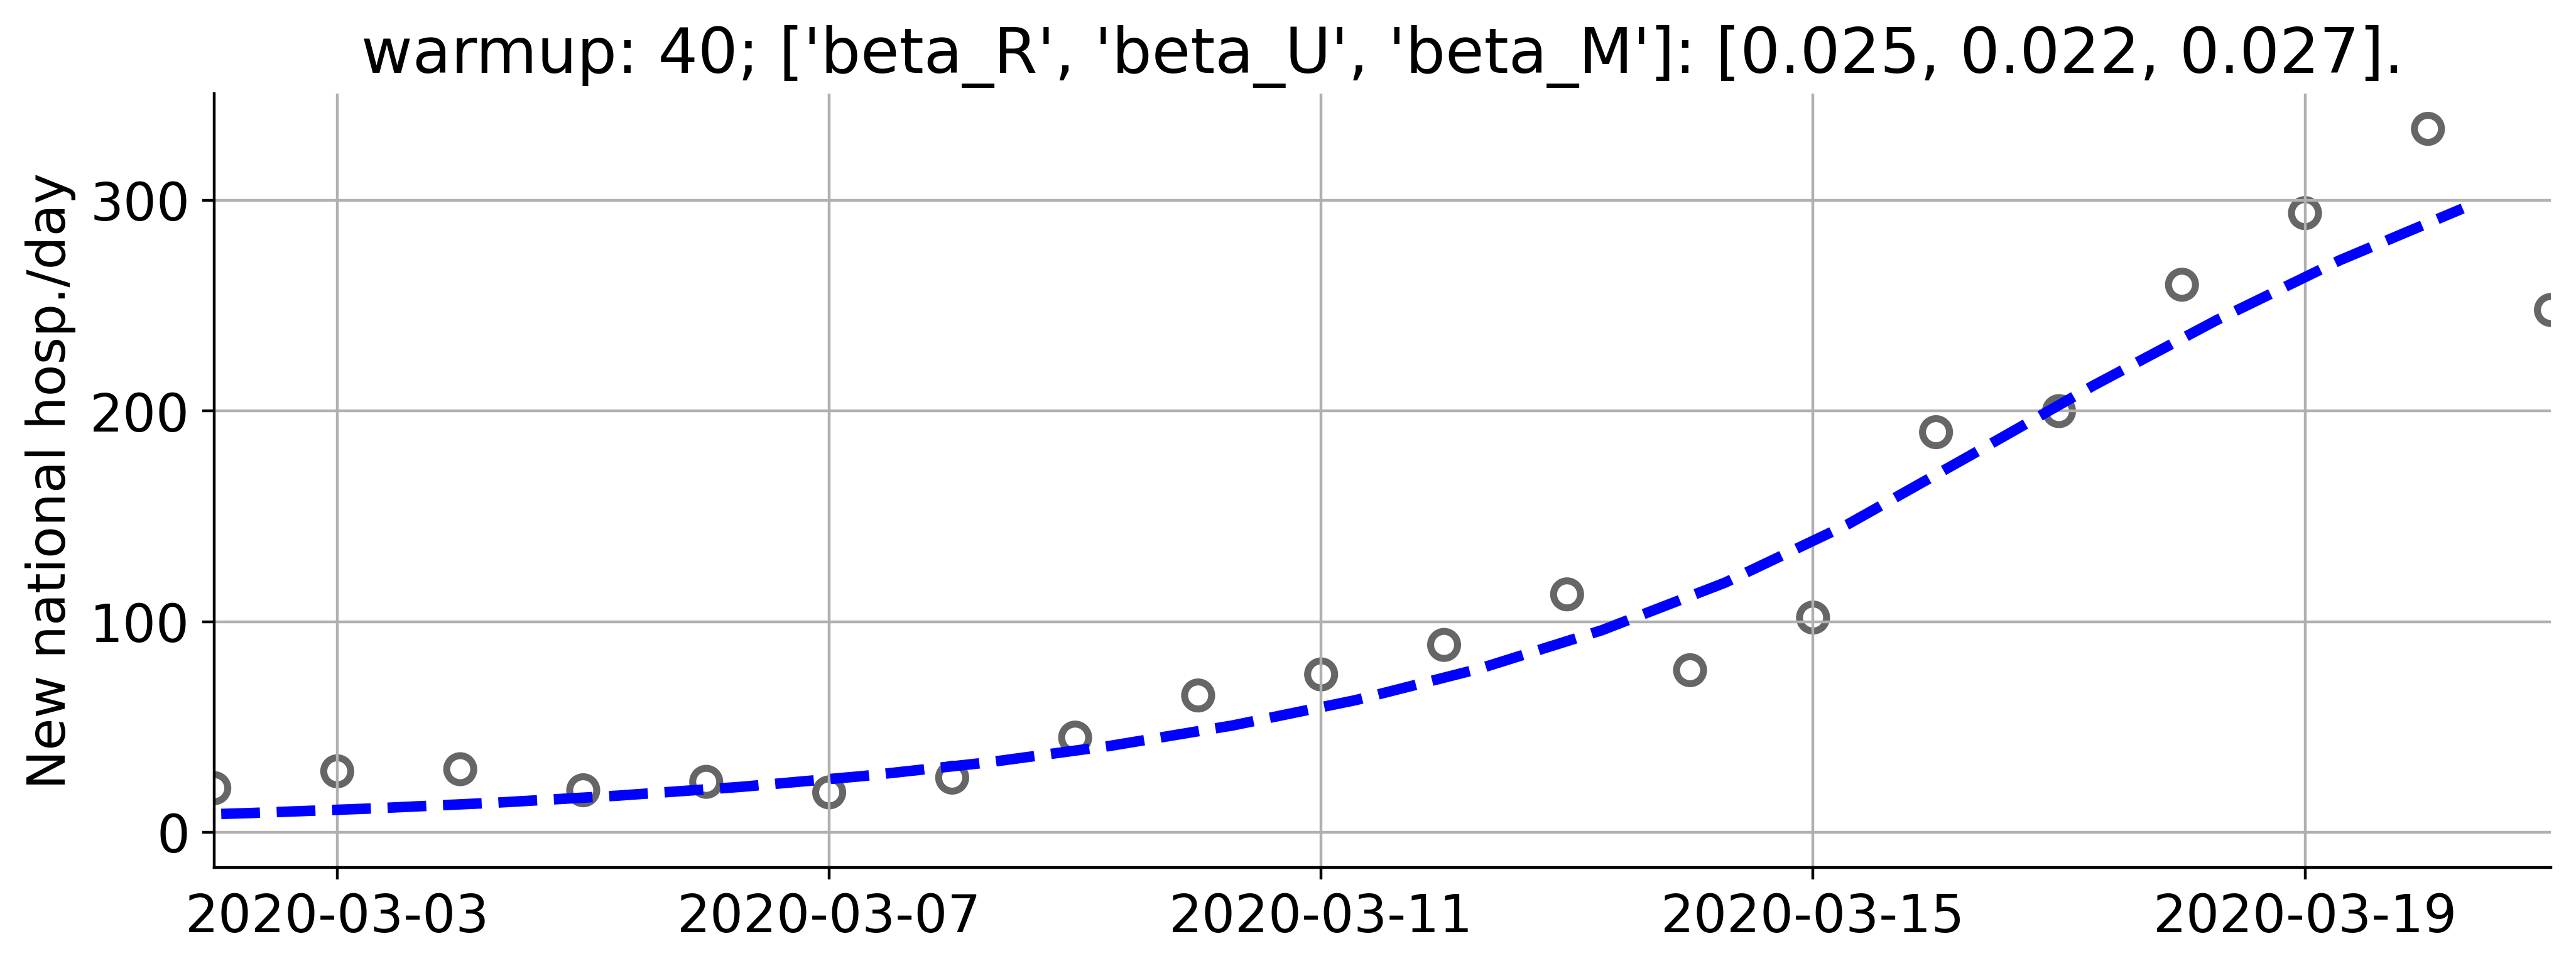 warmup: 40; ['beta_R', 'beta_U', 'beta_M']: [0.025, 0.022, 0.027].
New national hosp./day
300
200
100
0
2020-03-03 2020-03-07 2020-03-11 2020-03-15 2020-03-19